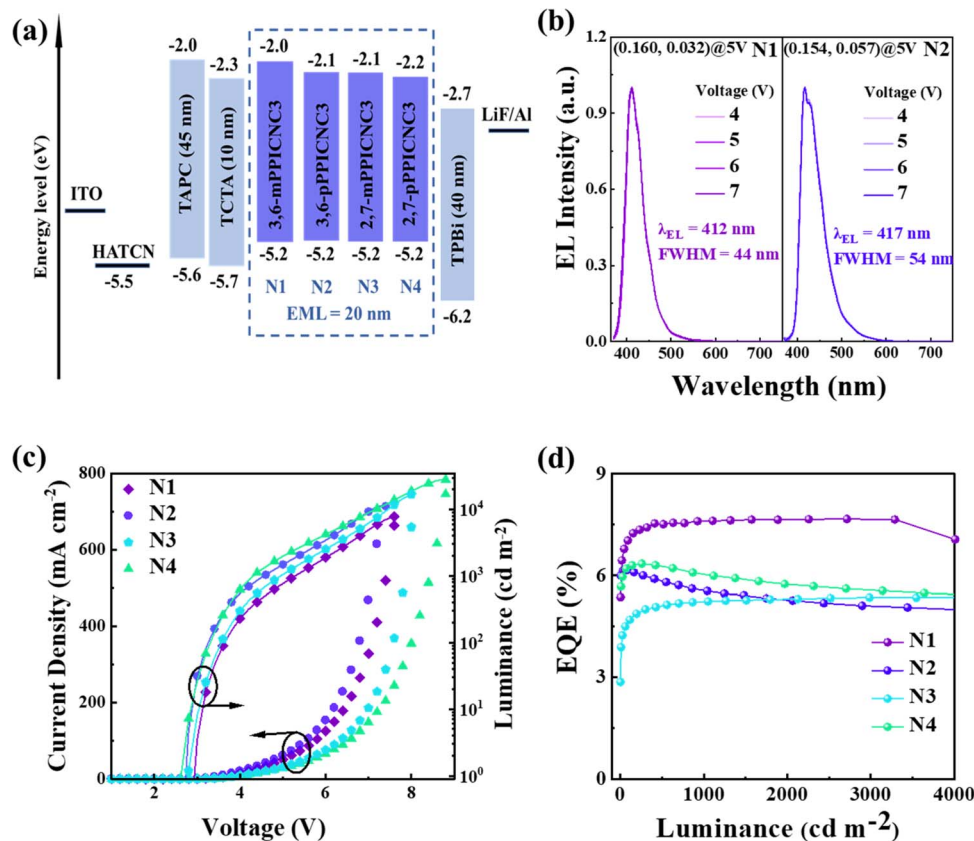 (a)
Energy level (eV)
ITO
HATCN
-5.5
-2.0
TAPC (45 nm)
-5.6
-2.3
TCTA (10 nm)
-5.7
-2.0
3,6-mPPICNC3
-5.2
N1
-2.1
3,6-pPPICNC3
-5.2
N2
-2.1
2,7-mPPICNC3
-5.2
N3
-2.2
2,7-pPPICNC3
-5.2
N4
EML = 20 nm
-2.7
TPBi (40 nm)
-6.2
LiF/Al
(b)
EL Intensity (a.u.)
1.2
0.9
0.6
0.3
0.0
(0.160, 0.032)@5V N1
Voltage (V)
4
5
6
7
λEL = 412 nm
FWHM = 44 nm
(0.154, 0.057)@5V N2
Voltage (V)
4
5
6
7
λEL = 417 nm
FWHM = 54 nm
400 500 600 700 400 500 600 700
Wavelength (nm)
(c)
Current Density (mA cm-2)
800
600
400
200
0
N1
N2
N3
N4
10^4
10^3
10^2
10^1
10^0
Luminance (cd m-2)
2 4 6 8
Voltage (V)
(d)
EQE (%)
9
6
3
0
N1
N2
N3
N4
0 1000 2000 3000 4000
Luminance (cd m-2)